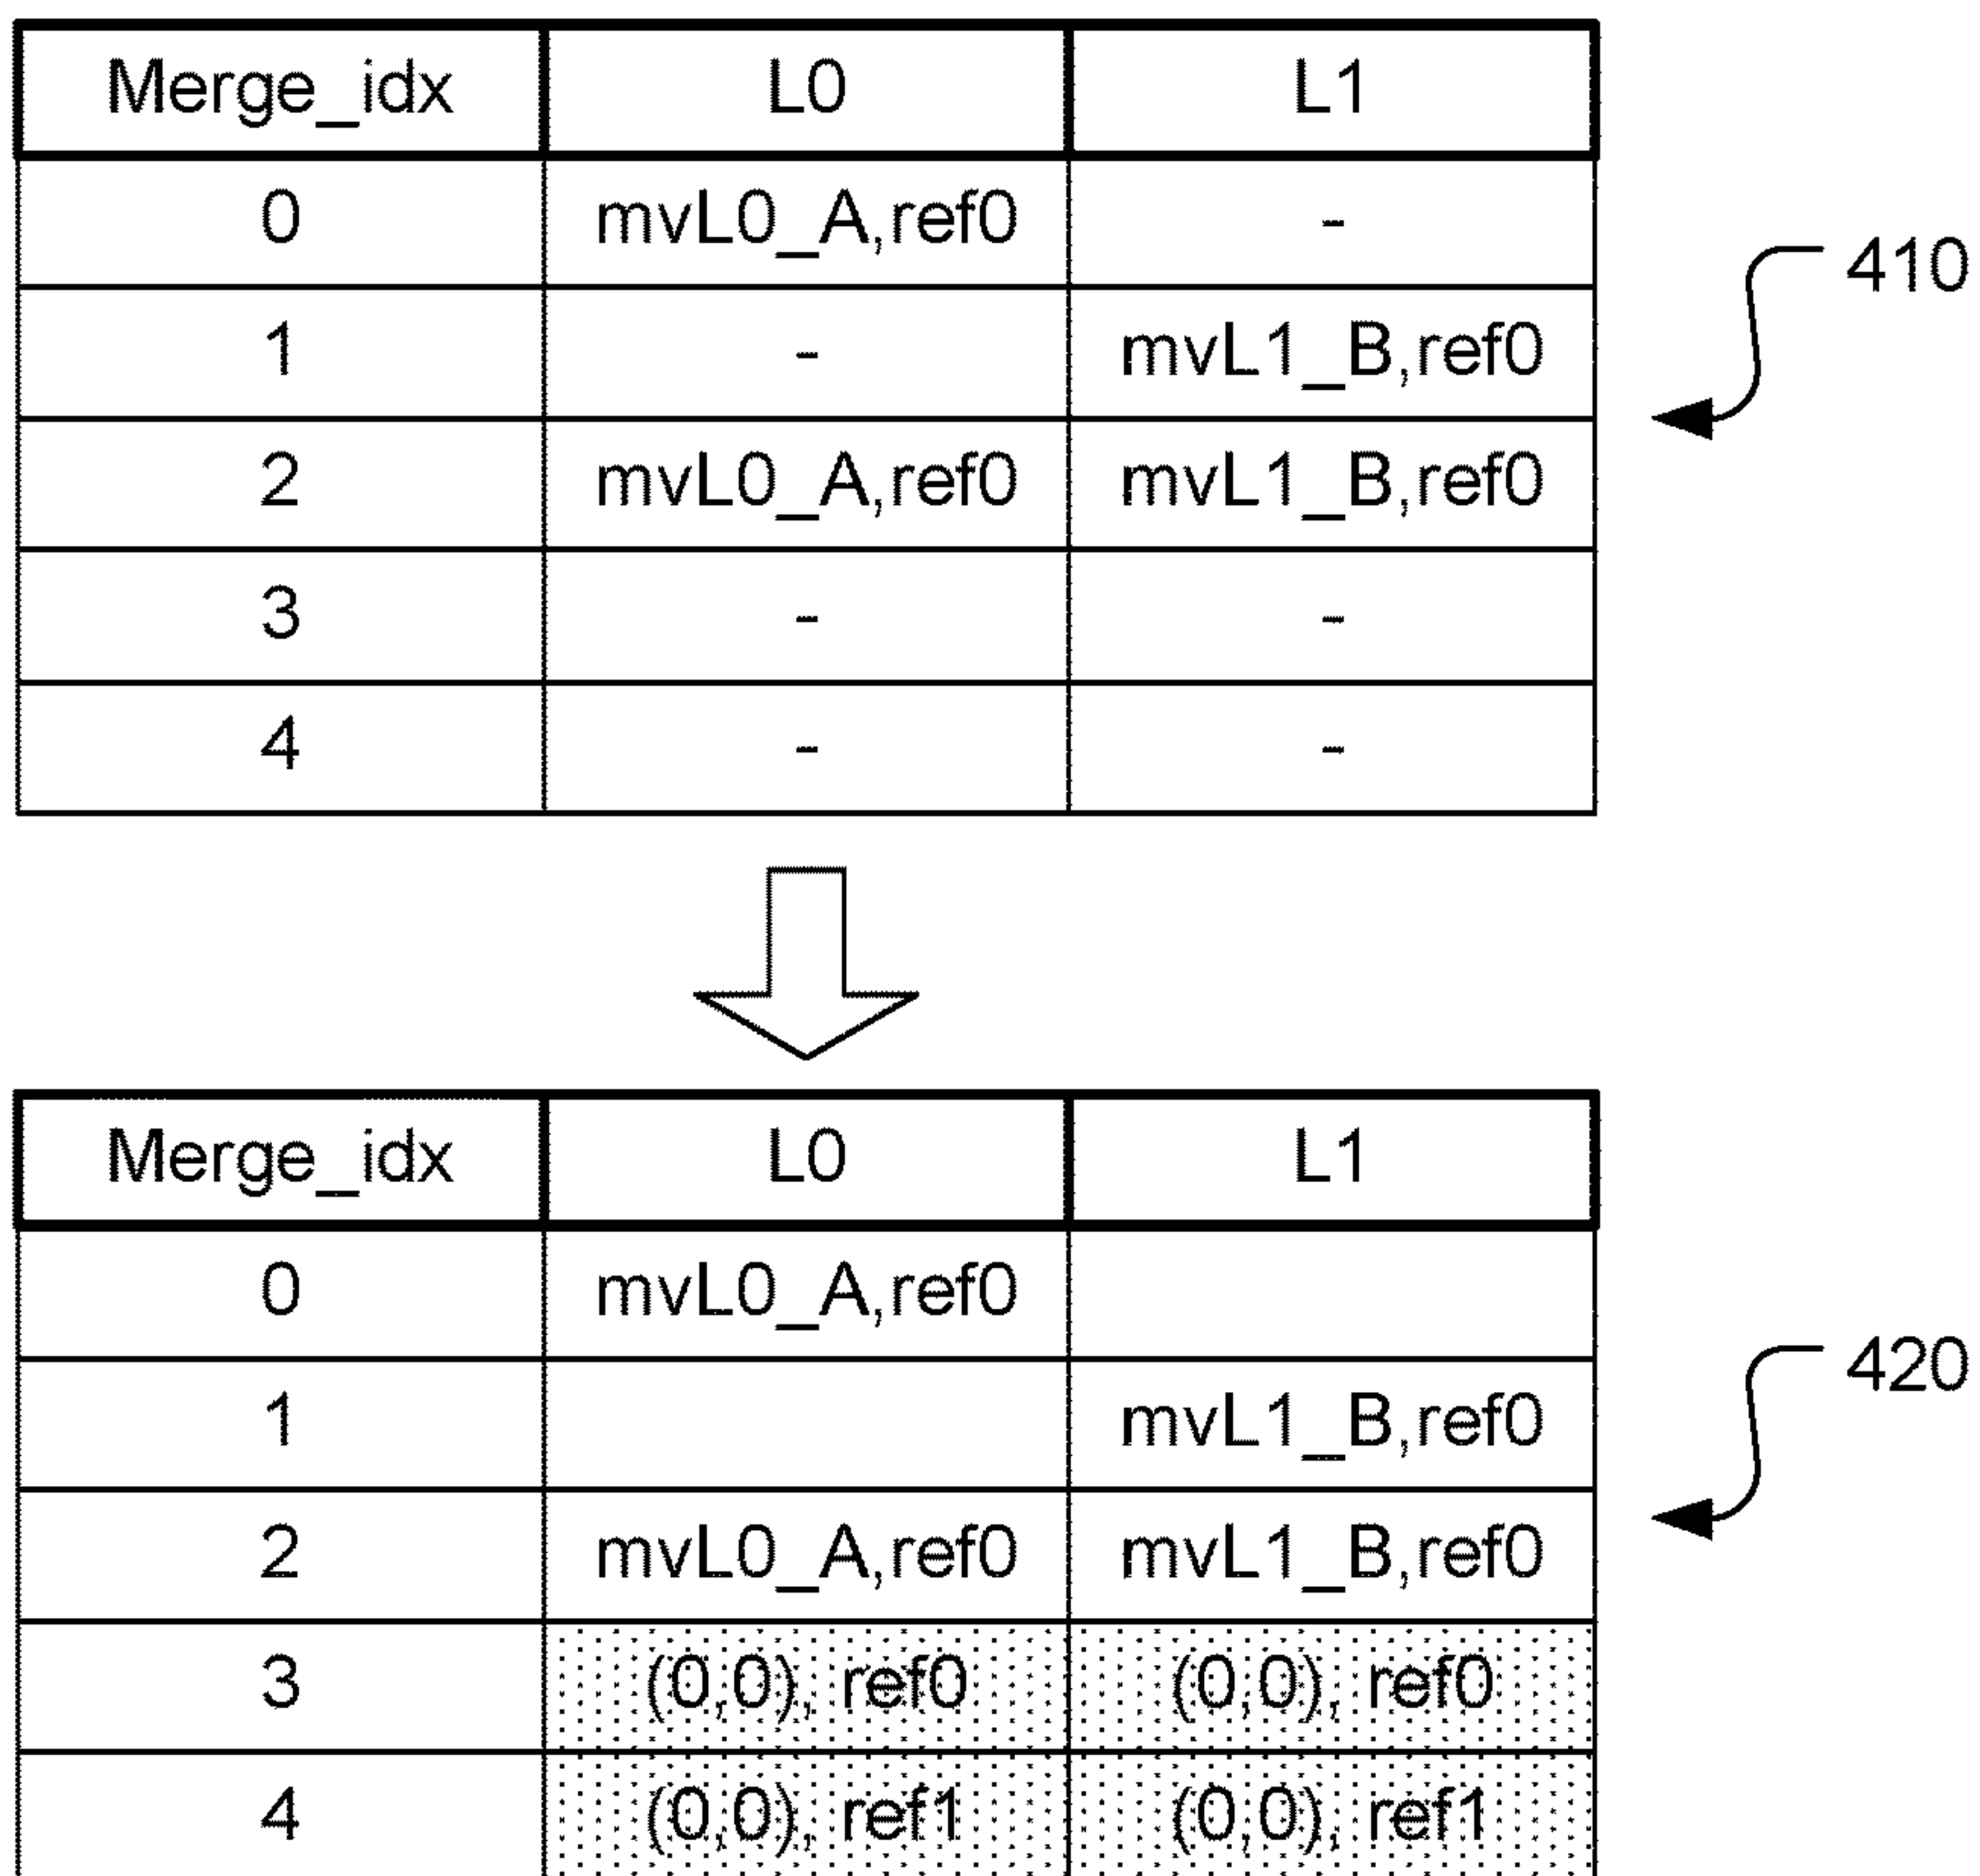 Merge_idx L0 L1
0 mvL0_A,ref0 -
1 - mvL1_B,ref0
2 mvL0_A,ref0 mvL1_B,ref0
3 - -
4 - -
410
Merge_idx L0 L1
0 mvL0_A,ref0
1 mvL1_B,ref0
2 mvL0_A,ref0 mvL1_B,ref0
3 (0,0), ref0 (0,0), ref0
4 (0,0), ref1 (0,0), ref1
420